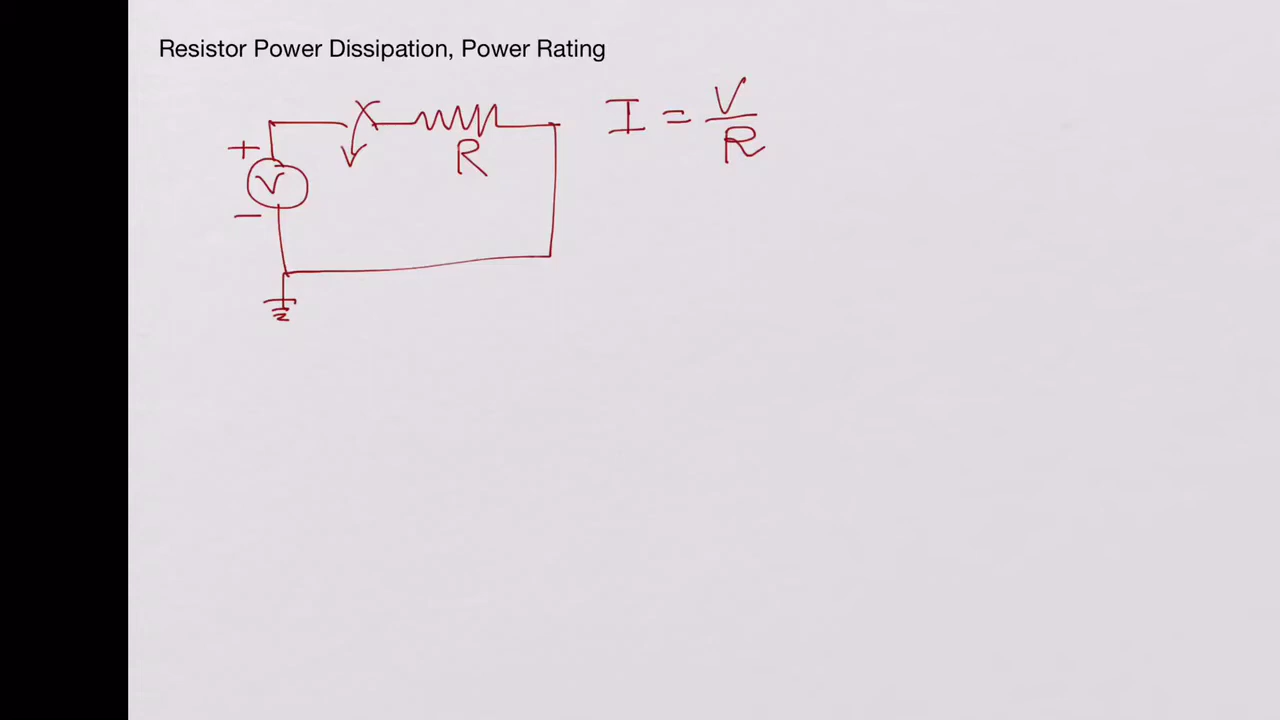 Resistor Power Dissipation, Power Rating
+
V
−
R
I = V/R